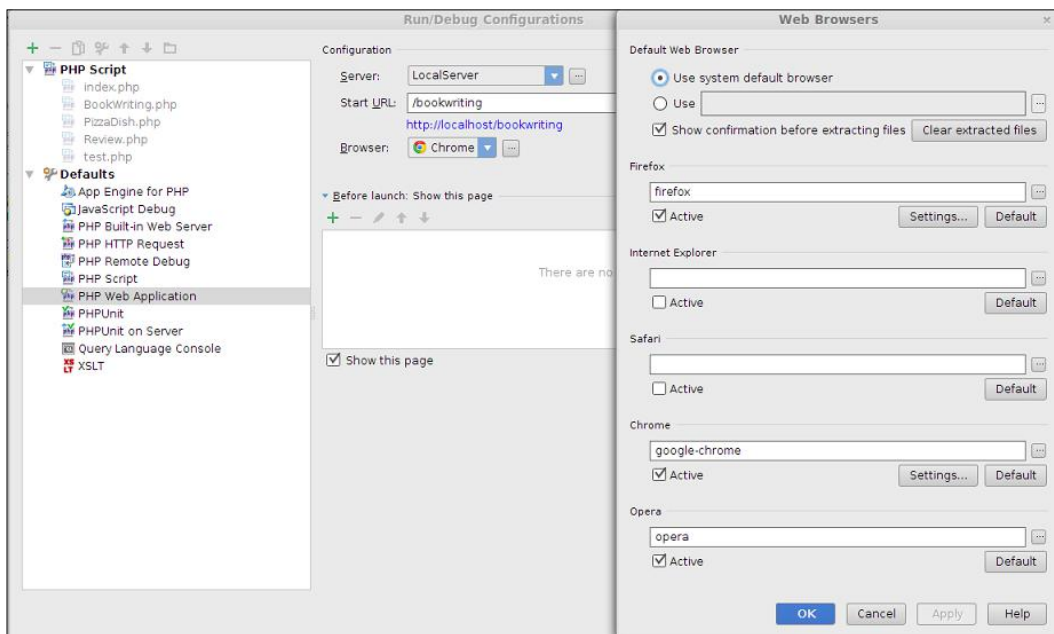 Run/Debug Configurations
PHP Script
index.php
BookWriting.php
PizzaDish.php
Review.php
test.php
Defaults
App Engine for PHP
JavaScript Debug
PHP Built-in Web Server
PHP HTTP Request
PHP Remote Debug
PHP Script
PHP Web Application
PHPUnit
PHPUnit on Server
Query Language Console
XSLT
Configuration
Server: LocalServer
Start URL: /bookwriting
http://localhost/bookwriting
Browser: Chrome
Before launch: Show this page
There are no
Show this page
Web Browsers
Default Web Browser
Use system default browser
Use
Show confirmation before extracting files Clear extracted files
Firefox
firefox
Active Settings... Default
Internet Explorer
Active Default
Safari
Active Default
Chrome
google-chrome
Active Settings... Default
Opera
opera
Active Default
OK Cancel Apply Help